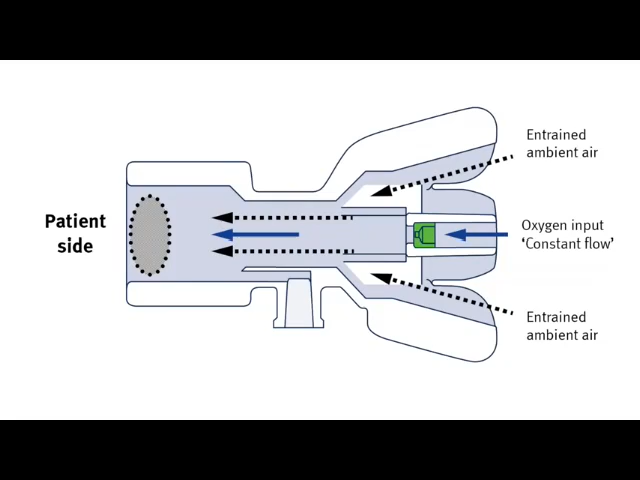 Entrained
ambient air
Patient
side
Oxygen input
‘Constant flow’
Entrained
ambient air